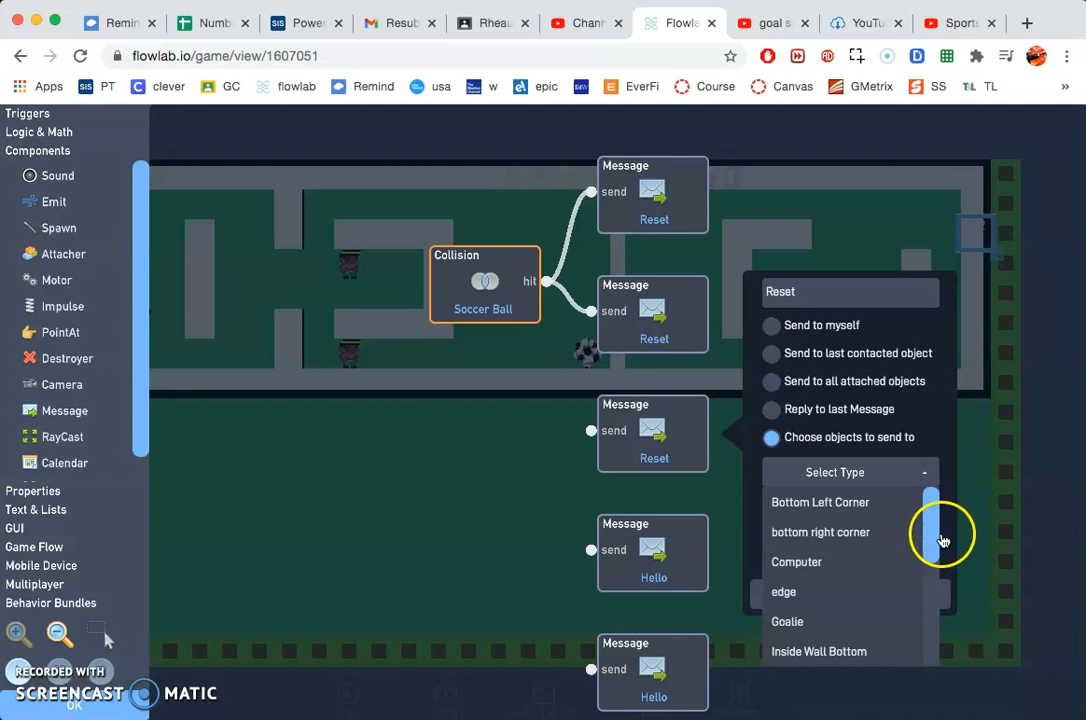 Remin
Numb
SIS Power
Resub
Rheau
Chann
Flowla
goal s
YouTu
Sports
flowlab.io/game/view/1607051
Apps
SIS PT
clever
GC
flowlab
Remind
usa
w
epic
EverFi
Course
Canvas
GMetrix
SS
TL
Triggers
Logic & Math
Components
Sound
Emit
Spawn
Attacher
Motor
Impulse
PointAt
Destroyer
Camera
Message
RayCast
Calendar
Properties
Text & Lists
GUI
Game Flow
Mobile Device
Multiplayer
Behavior Bundles
OK
RECORDED WITH
SCREENCAST MATIC
Collision
hit
Soccer Ball
Message
send
Reset
Message
send
Reset
Message
send
Reset
Message
send
Hello
Message
send
Hello
Reset
Send to myself
Send to last contacted object
Send to all attached objects
Reply to last Message
Choose objects to send to
Select Type -
Bottom Left Corner
bottom right corner
Computer
edge
Goalie
Inside Wall Bottom